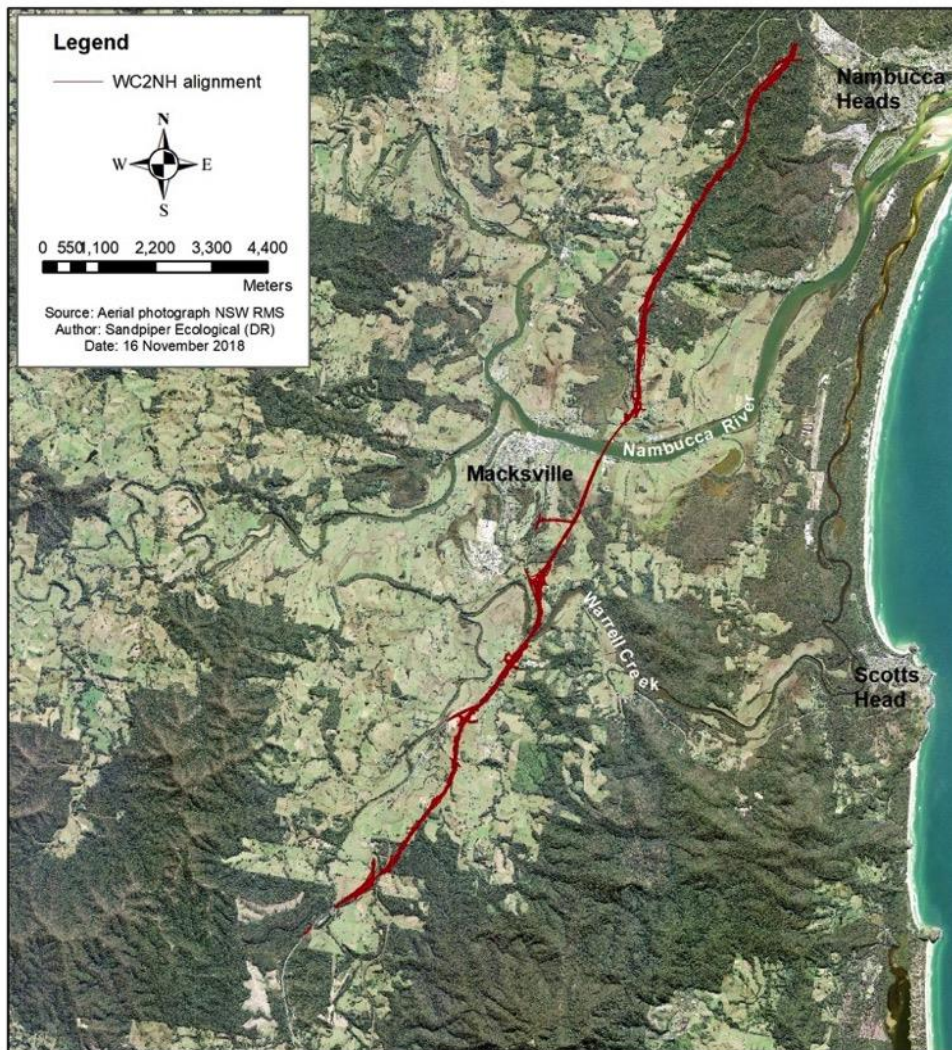 Legend
WC2NH alignment
N
W
E
S
0 550 1,100 2,200 3,300 4,400
Meters
Source: Aerial photograph NSW RMS
Author: Sandpiper Ecological (DR)
Date: 16 November 2018
Nambucca
Heads
Nambucca River
Macksville
Warrell Creek
Scotts
Head